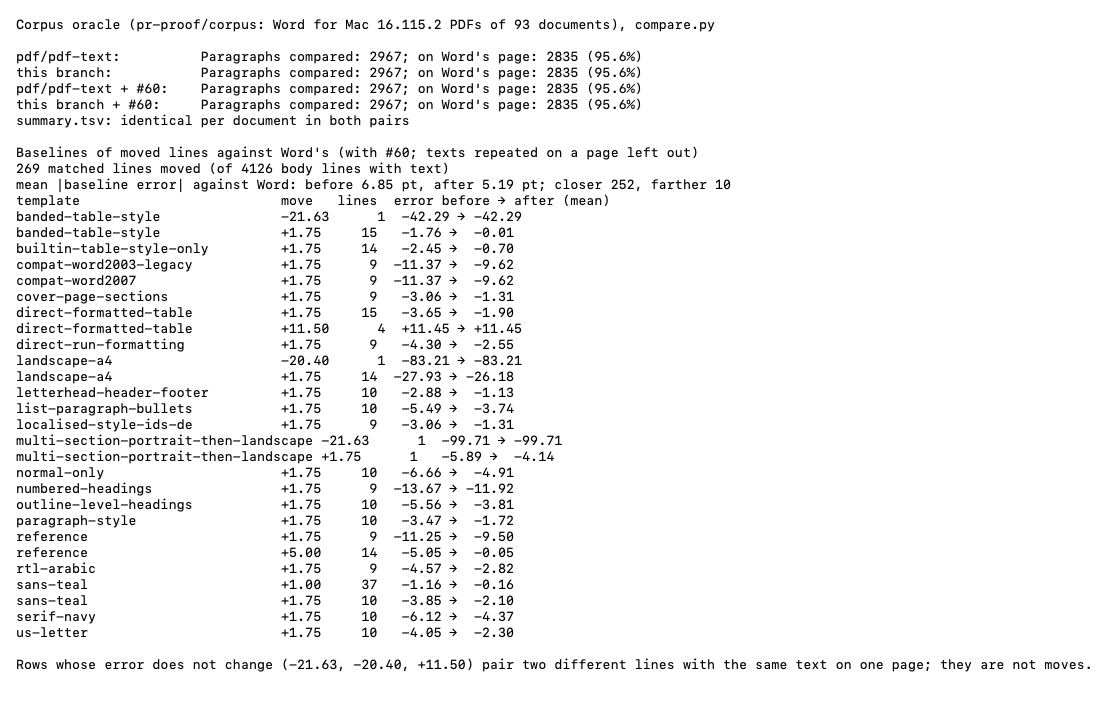 Corpus oracle (pr-proof/corpus: Word for Mac 16.115.2 PDFs of 93 documents), compare.py

pdf/pdf-text:          Paragraphs compared: 2967; on Word's page: 2835 (95.6%)
this branch:           Paragraphs compared: 2967; on Word's page: 2835 (95.6%)
pdf/pdf-text + #60:    Paragraphs compared: 2967; on Word's page: 2835 (95.6%)
this branch + #60:     Paragraphs compared: 2967; on Word's page: 2835 (95.6%)
summary.tsv: identical per document in both pairs

Baselines of moved lines against Word's (with #60; texts repeated on a page left out)
269 matched lines moved (of 4126 body lines with text)
mean |baseline error| against Word: before 6.85 pt, after 5.19 pt; closer 252, farther 10
template                         move   lines  error before → after (mean)
banded-table-style               −21.63      1  −42.29 → −42.29
banded-table-style               +1.75     15   −1.76 →  −0.01
builtin-table-style-only         +1.75     14   −2.45 →  −0.70
compat-word2003-legacy           +1.75      9  −11.37 →  −9.62
compat-word2007                  +1.75      9  −11.37 →  −9.62
cover-page-sections              +1.75      9   −3.06 →  −1.31
direct-formatted-table           +1.75     15   −3.65 →  −1.90
direct-formatted-table           +11.50      4  +11.45 → +11.45
direct-run-formatting            +1.75      9   −4.30 →  −2.55
landscape-a4                     −20.40      1  −83.21 → −83.21
landscape-a4                     +1.75     14  −27.93 → −26.18
letterhead-header-footer         +1.75     10   −2.88 →  −1.13
list-paragraph-bullets           +1.75     10   −5.49 →  −3.74
localised-style-ids-de           +1.75      9   −3.06 →  −1.31
multi-section-portrait-then-landscape −21.63      1  −99.71 → −99.71
multi-section-portrait-then-landscape +1.75      1   −5.89 →  −4.14
normal-only                      +1.75     10   −6.66 →  −4.91
numbered-headings                +1.75      9  −13.67 → −11.92
outline-level-headings           +1.75     10   −5.56 →  −3.81
paragraph-style                  +1.75     10   −3.47 →  −1.72
reference                        +1.75      9  −11.25 →  −9.50
reference                        +5.00     14   −5.05 →  −0.05
rtl-arabic                       +1.75      9   −4.57 →  −2.82
sans-teal                        +1.00     37   −1.16 →  −0.16
sans-teal                        +1.75     10   −3.85 →  −2.10
serif-navy                       +1.75     10   −6.12 →  −4.37
us-letter                        +1.75     10   −4.05 →  −2.30

Rows whose error does not change (−21.63, −20.40, +11.50) pair two different lines with the same text on one page; they are not moves.